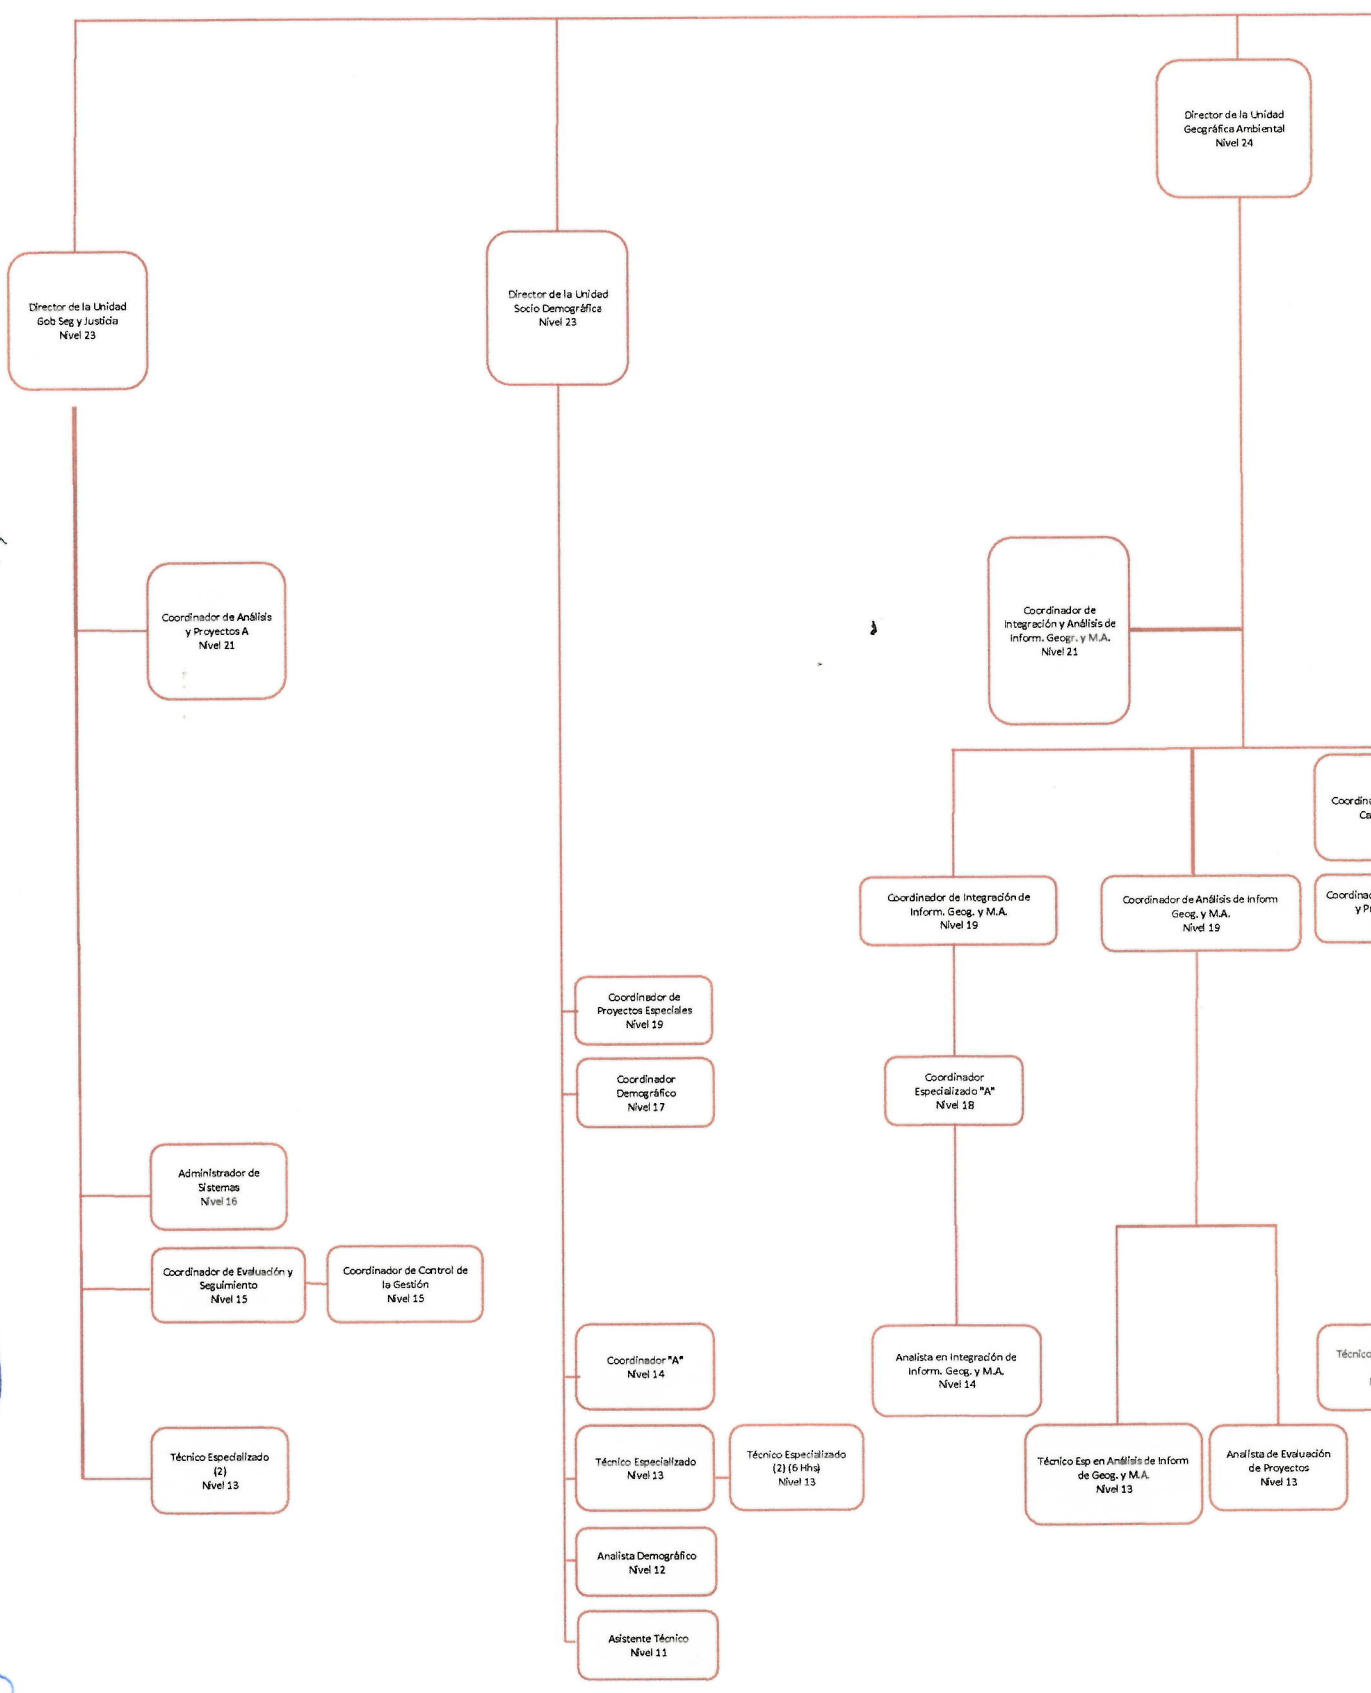 Director de la Unidad
Geográfica Ambiental
Nivel 24
Director de la Unidad
Gob Seg y Justicia
Nivel 23
Director de la Unidad
Socio Demográfica
Nivel 23
Coordinador de Análisis
y Proyectos A
Nivel 21
Coordinador de
Integración y Análisis de
Inform. Geogr. y M.A.
Nivel 21
Coordinador de Integración de
Inform. Geog. y M.A.
Nivel 19
Coordinador de Análisis de Inform
Geog. y M.A.
Nivel 19
Coordinador de
Proyectos Especiales
Nivel 19
Coordinador
Demográfico
Nivel 17
Coordinador
Especializado "A"
Nivel 18
Administrador de
Sistemas
Nivel 16
Coordinador de Evaluación y
Seguimiento
Nivel 15
Coordinador de Control de
la Gestión
Nivel 15
Coordinador "A"
Nivel 14
Analista en Integración de
Inform. Geog. y M.A.
Nivel 14
Técnico
Técnico Especializado
(2)
Nivel 13
Técnico Especializado
Nivel 13
Técnico Especializado
(2) (6 Hhs)
Nivel 13
Técnico Esp en Análisis de Inform
de Geog. y M.A.
Nivel 13
Analista de Evaluación
de Proyectos
Nivel 13
Analista Demográfico
Nivel 12
Asistente Técnico
Nivel 11